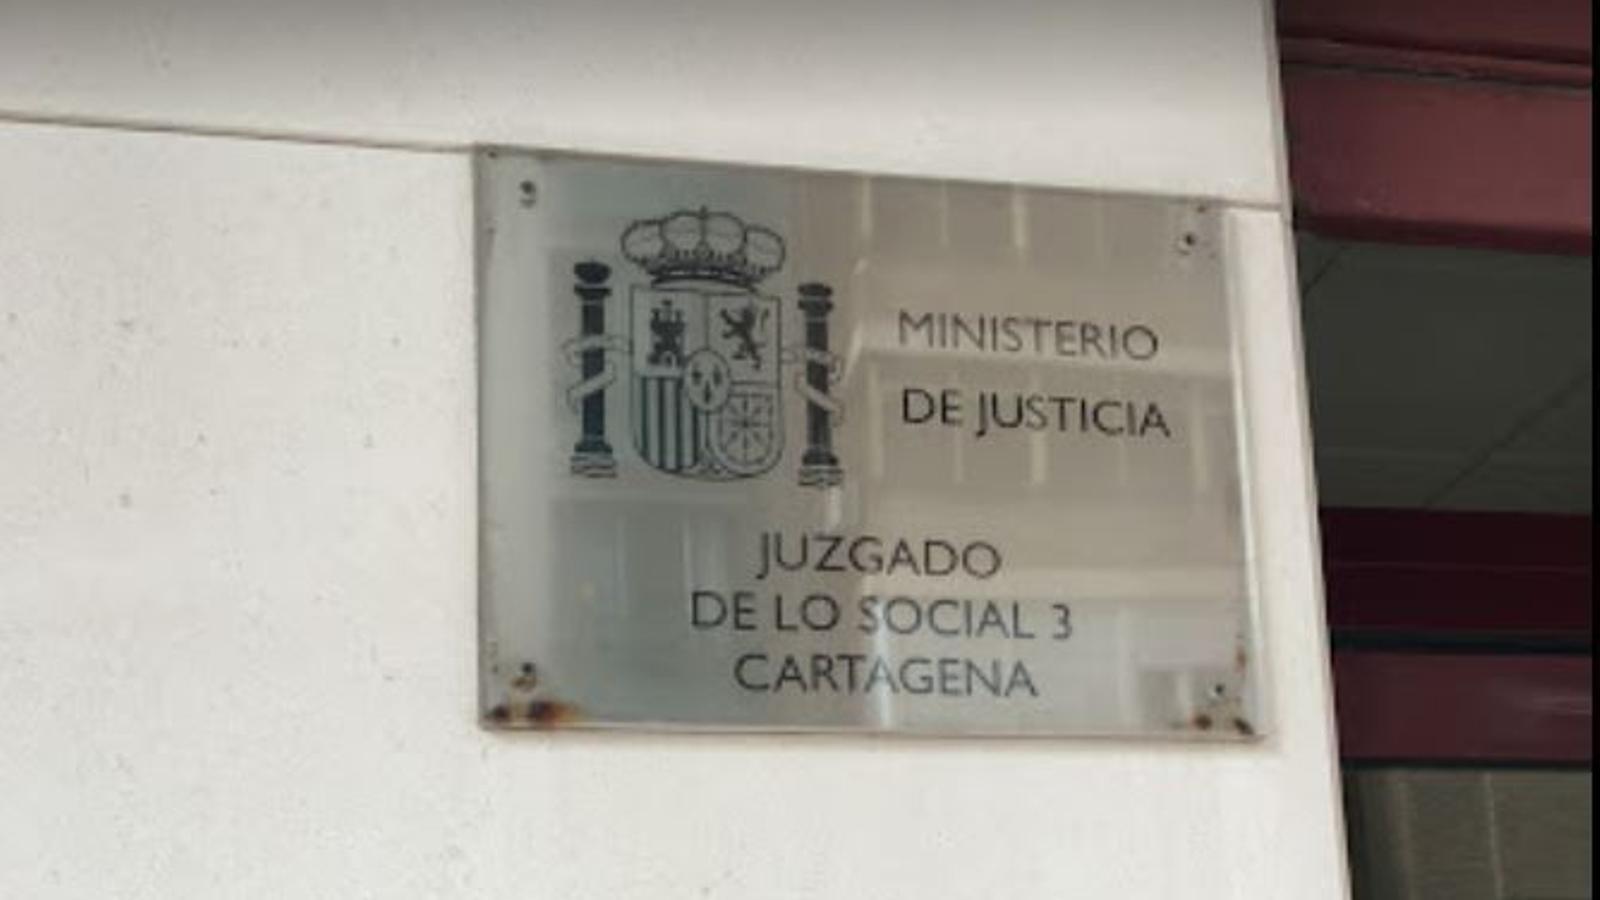 MINISTERIO
DE JUSTICIA
JUZGADO
DE LO SOCIAL 3
CARTAGENA